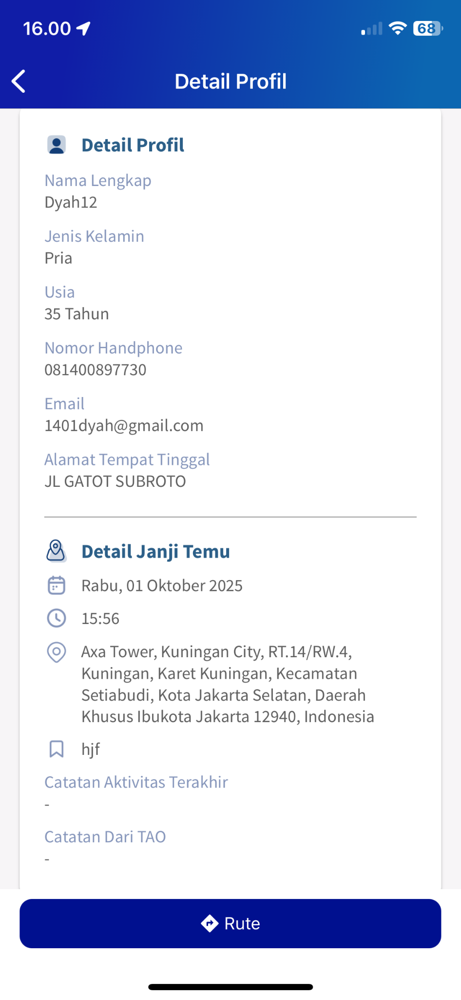 16.00
68
Detail Profil
Detail Profil
Nama Lengkap
Dyah12
Jenis Kelamin
Pria
Usia
35 Tahun
Nomor Handphone
081400897730
Email
1401dyah@gmail.com
Alamat Tempat Tinggal
JL GATOT SUBROTO
Detail Janji Temu
Rabu, 01 Oktober 2025
15:56
Axa Tower, Kuningan City, RT.14/RW.4,
Kuningan, Karet Kuningan, Kecamatan
Setiabudi, Kota Jakarta Selatan, Daerah
Khusus Ibukota Jakarta 12940, Indonesia
hjf
Catatan Aktivitas Terakhir
-
Catatan Dari TAO
-
Rute